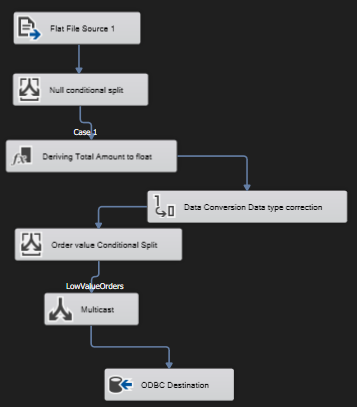 Flat File Source 1
Null conditional split
Case 1
Deriving Total Amount to float
Data Conversion Data type correction
Order value Conditional Split
LowValueOrders
Multicast
ODBC Destination